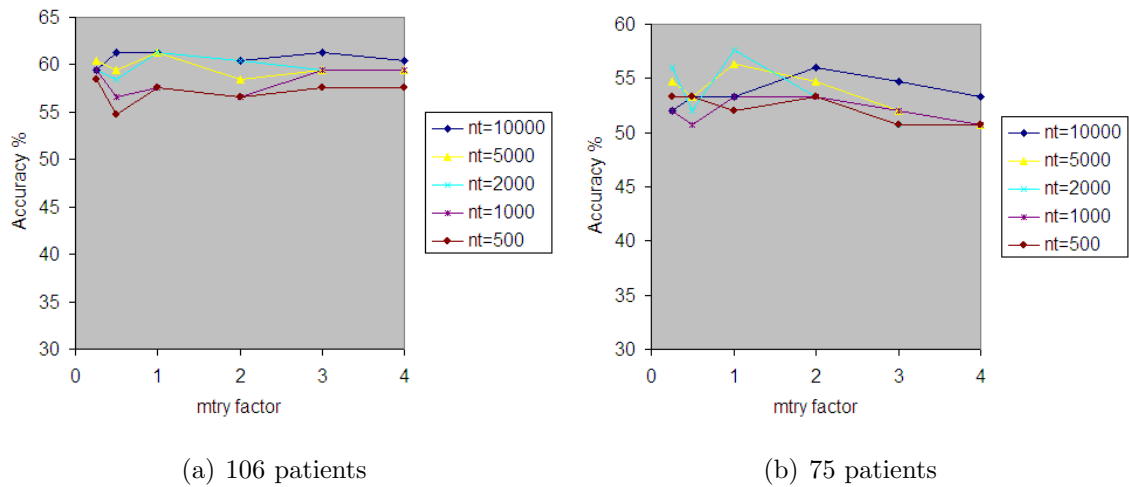 65
60
55
50
45
40
35
30
Accuracy %
0 1 2 3 4
mtry factor
nt=10000
nt=5000
nt=2000
nt=1000
nt=500
(a) 106 patients
60
55
50
45
40
35
30
Accuracy %
0 1 2 3 4
mtry factor
nt=10000
nt=5000
nt=2000
nt=1000
nt=500
(b) 75 patients